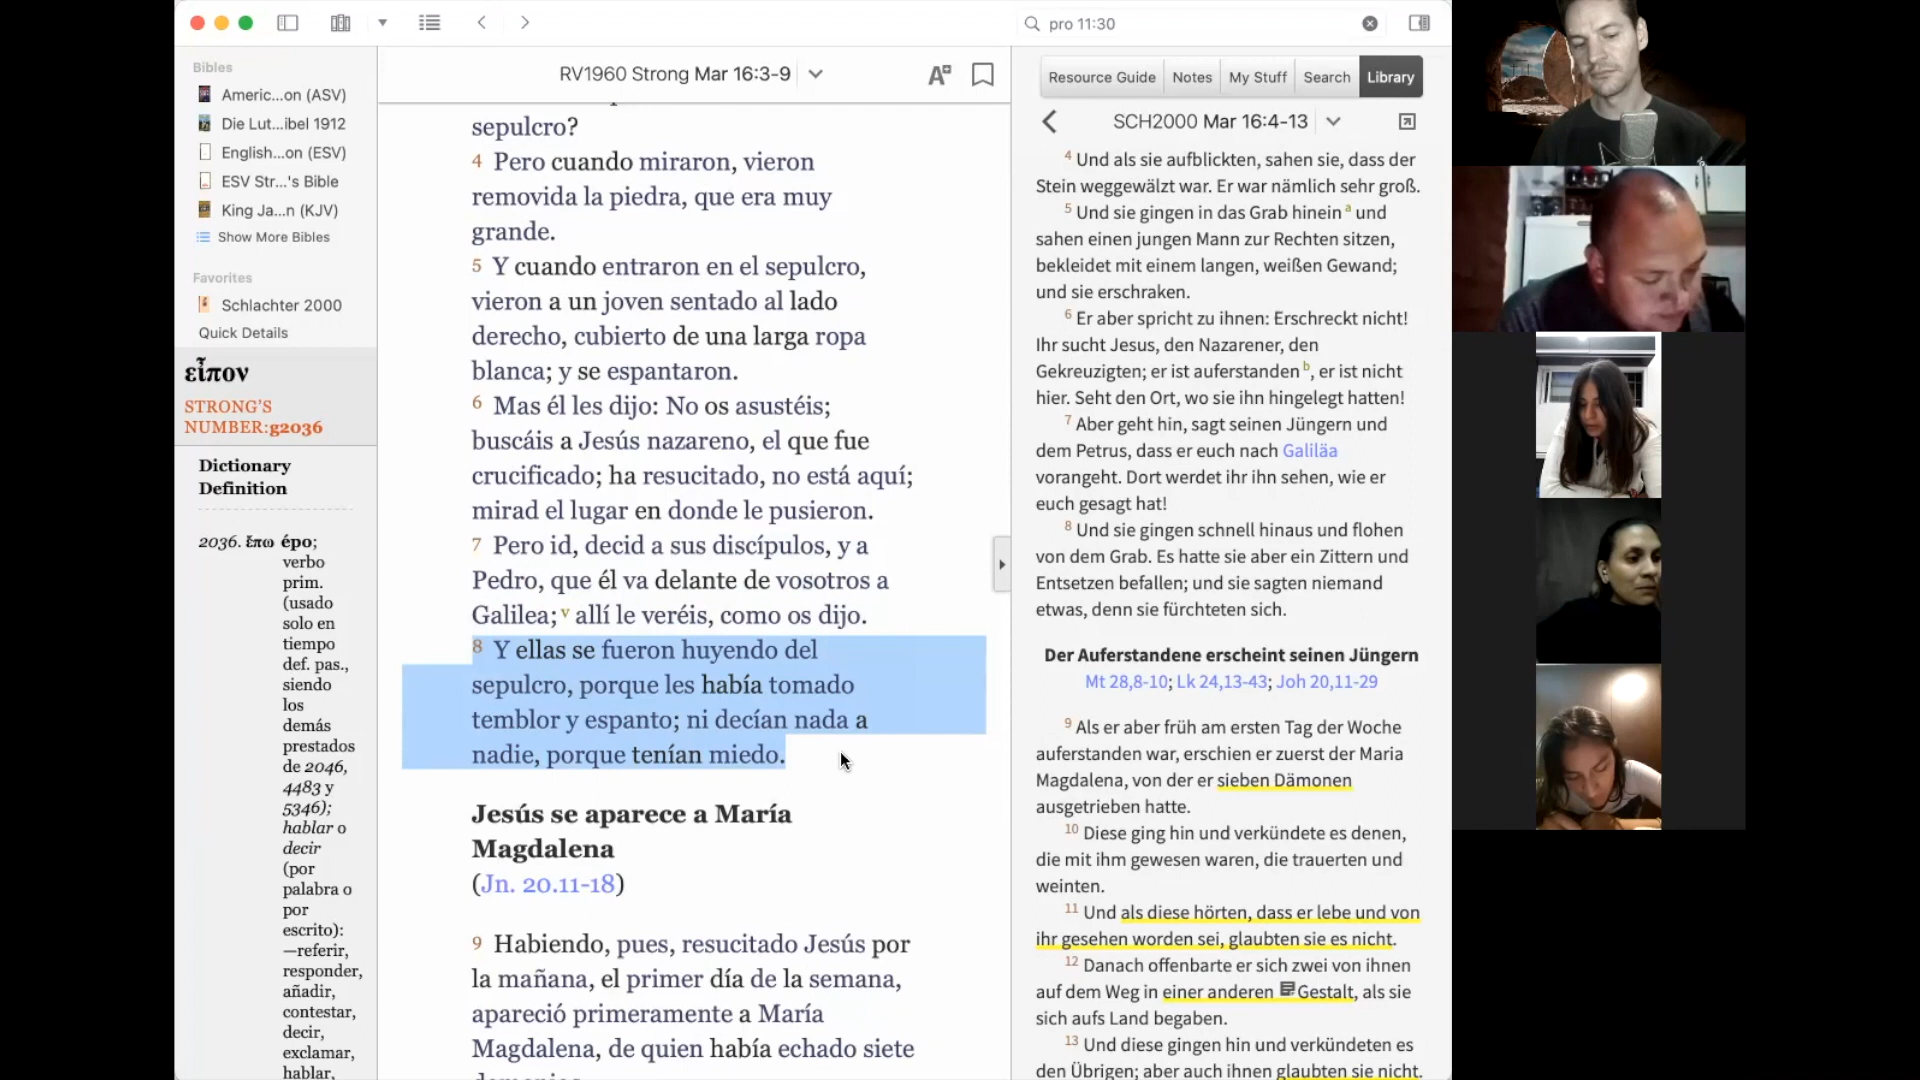 pro 11:30
Bibles
Americ...on (ASV)
Die Lut...ibel 1912
English...on (ESV)
ESV Str...'s Bible
King Ja...n (KJV)
Show More Bibles
Favorites
Schlachter 2000
Quick Details
εἶπον
STRONG'S
NUMBER:g2036
Dictionary
Definition
2036. ἔπω épo;
verbo
prim.
(usado
solo en
tiempo
def. pas.,
siendo
los
demás
prestados
de 2046,
4483 y
5346);
hablar o
decir
(por
palabra o
por
escrito):
—referir,
responder,
añadir,
contestar,
decir,
exclamar,
hablar,
RV1960 Strong Mar 16:3-9
sepulcro?
4 Pero cuando miraron, vieron
removida la piedra, que era muy
grande.
5 Y cuando entraron en el sepulcro,
vieron a un joven sentado al lado
derecho, cubierto de una larga ropa
blanca; y se espantaron.
6 Mas él les dijo: No os asustéis;
buscáis a Jesús nazareno, el que fue
crucificado; ha resucitado, no está aquí;
mirad el lugar en donde le pusieron.
7 Pero id, decid a sus discípulos, y a
Pedro, que él va delante de vosotros a
Galilea;v allí le veréis, como os dijo.
8 Y ellas se fueron huyendo del
sepulcro, porque les había tomado
temblor y espanto; ni decían nada a
nadie, porque tenían miedo.
Jesús se aparece a María
Magdalena
(Jn. 20.11-18)
9 Habiendo, pues, resucitado Jesús por
la mañana, el primer día de la semana,
apareció primeramente a María
Magdalena, de quien había echado siete
Resource Guide Notes My Stuff Search Library
SCH2000 Mar 16:4-13
4 Und als sie aufblickten, sahen sie, dass der
Stein weggewälzt war. Er war nämlich sehr groß.
5 Und sie gingen in das Grab hinein a und
sahen einen jungen Mann zur Rechten sitzen,
bekleidet mit einem langen, weißen Gewand;
und sie erschraken.
6 Er aber spricht zu ihnen: Erschreckt nicht!
Ihr sucht Jesus, den Nazarener, den
Gekreuzigten; er ist auferstanden b, er ist nicht
hier. Seht den Ort, wo sie ihn hingelegt hatten!
7 Aber geht hin, sagt seinen Jüngern und
dem Petrus, dass er euch nach Galiläa
vorangeht. Dort werdet ihr ihn sehen, wie er
euch gesagt hat!
8 Und sie gingen schnell hinaus und flohen
von dem Grab. Es hatte sie aber ein Zittern und
Entsetzen befallen; und sie sagten niemand
etwas, denn sie fürchteten sich.
Der Auferstandene erscheint seinen Jüngern
Mt 28,8-10; Lk 24,13-43; Joh 20,11-29
9 Als er aber früh am ersten Tag der Woche
auferstanden war, erschien er zuerst der Maria
Magdalena, von der er sieben Dämonen
ausgetrieben hatte.
10 Diese ging hin und verkündete es denen,
die mit ihm gewesen waren, die trauerten und
weinten.
11 Und als diese hörten, dass er lebe und von
ihr gesehen worden sei, glaubten sie es nicht.
12 Danach offenbarte er sich zwei von ihnen
auf dem Weg in einer anderen Gestalt, als sie
sich aufs Land begaben.
13 Und diese gingen hin und verkündeten es
den Übrigen; aber auch ihnen glaubten sie nicht.